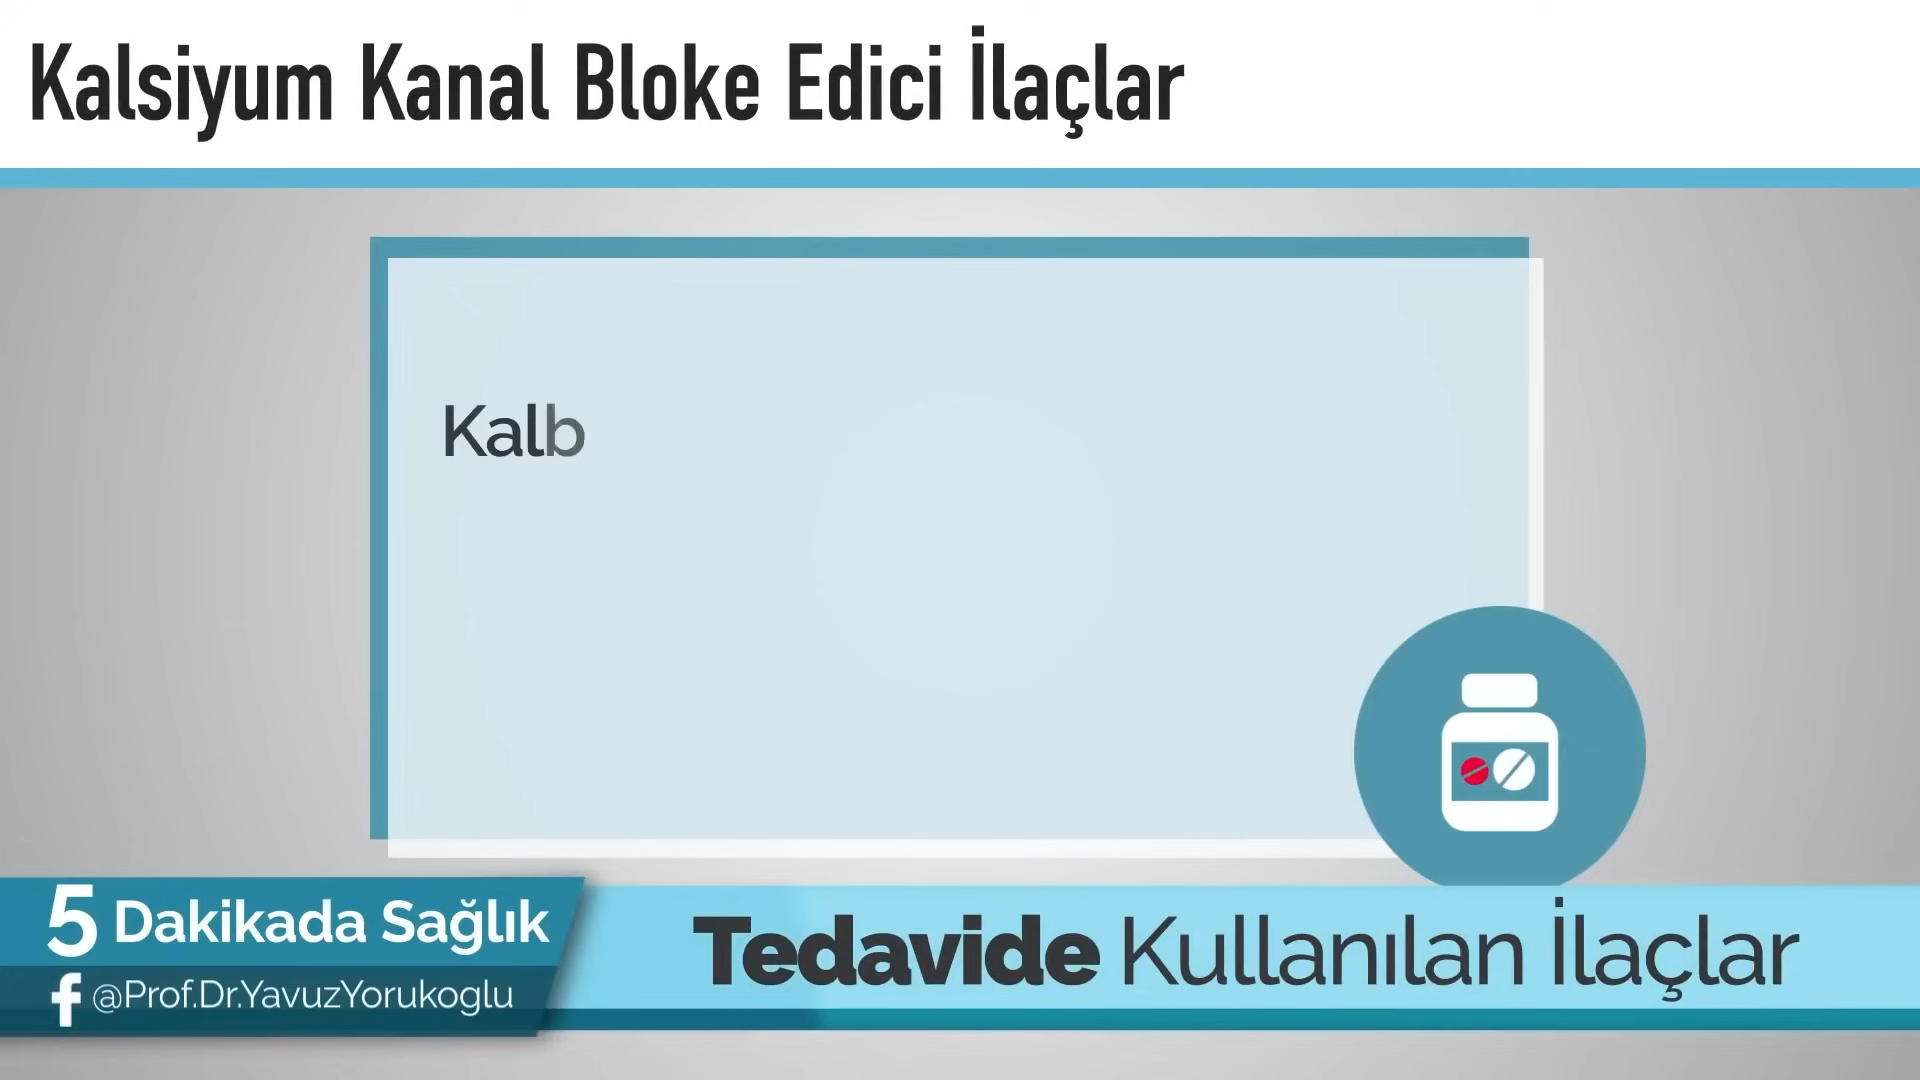 Kalsiyum Kanal Bloke Edici İlaçlar
Kalb
5 Dakikada Sağlık
@Prof.Dr.YavuzYorukoglu
Tedavide Kullanılan İlaçlar